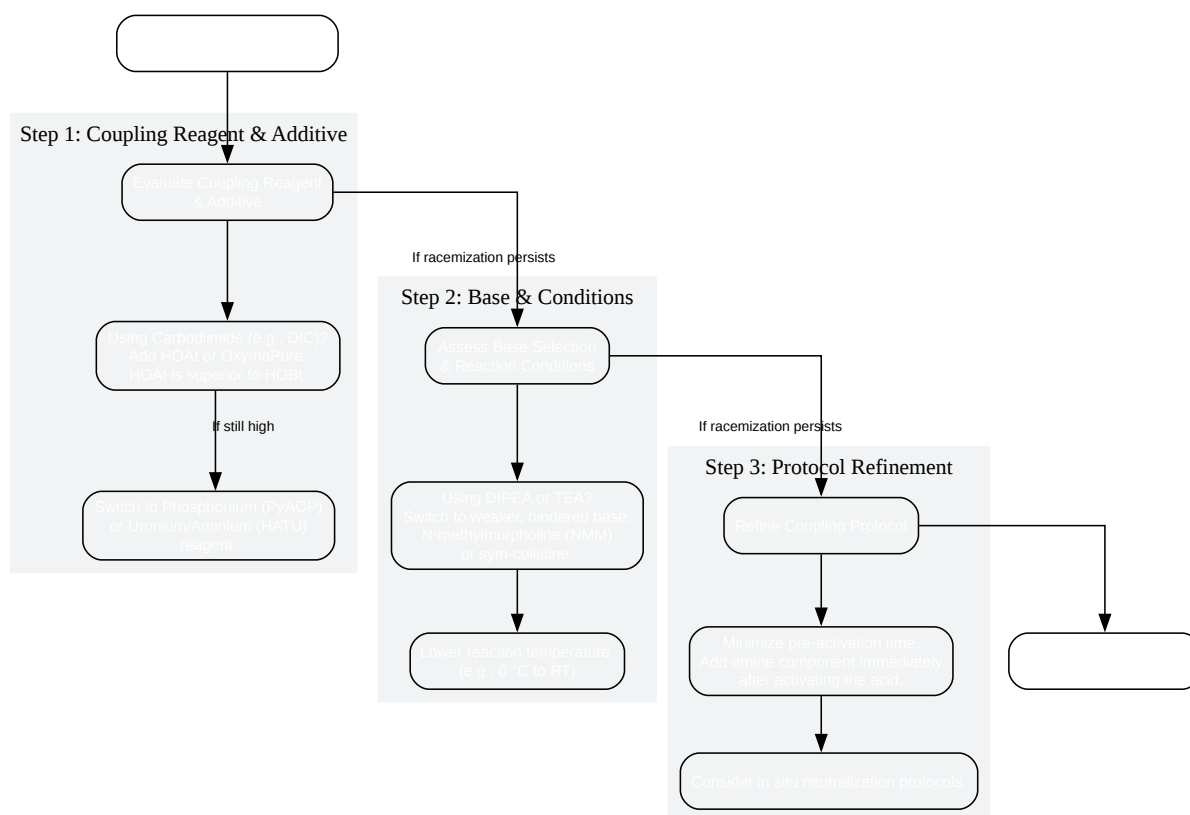 Step 1: Coupling Reagent & Additive
Evaluate Coupling Reagent
& Additive
Using Carbodiimide (e.g., DIC)?
Add HOAt or OxymaPure.
HOAt is superior to HOBt.
If still high
Switch to Phosphonium (PyAOP)
or Uronium/Aminium (HATU)
reagent.
If racemization persists
Step 2: Base & Conditions
Assess Base Selection
& Reaction Conditions
Using DIPEA or TEA?
Switch to weaker, hindered base.
N-methylmorpholine (NMM)
or sym-collidine.
Lower reaction temperature
(e.g., 0 °C to RT)
If racemization persists
Step 3: Protocol Refinement
Refine Coupling Protocol
Minimize pre-activation time.
Add amine component immediately
after activating the acid.
Consider in situ neutralization protocols.